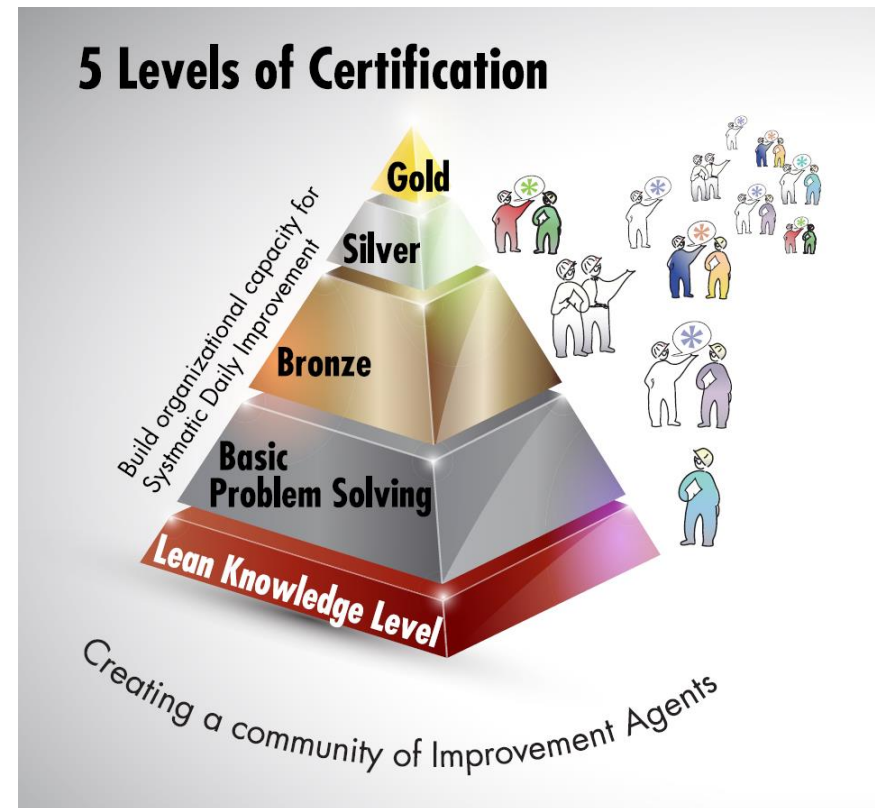 5 Levels of Certification
Gold
Silver
Bronze
Basic
Problem Solving
Lean Knowledge Level
Build organizational capacity for
Systmatic Daily Improvement
Creating a community of Improvement Agents